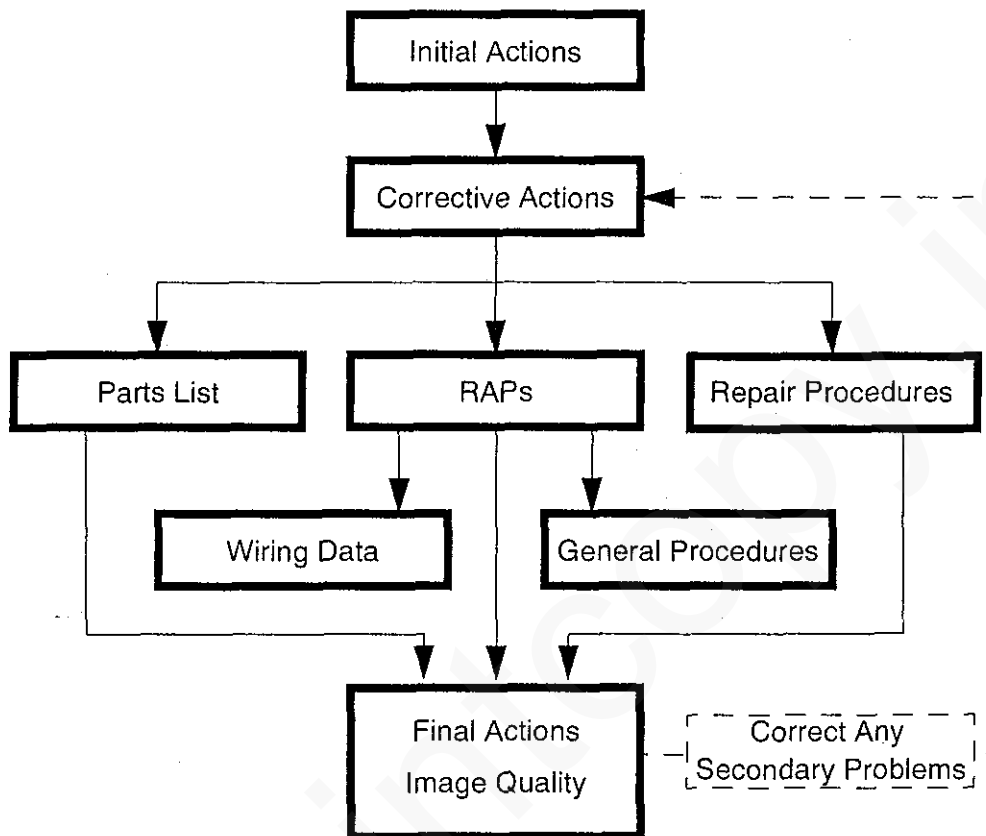 Initial Actions
Corrective Actions
Parts List
RAPs
Repair Procedures
Wiring Data
General Procedures
Final Actions
Image Quality
Correct Any
Secondary Problems